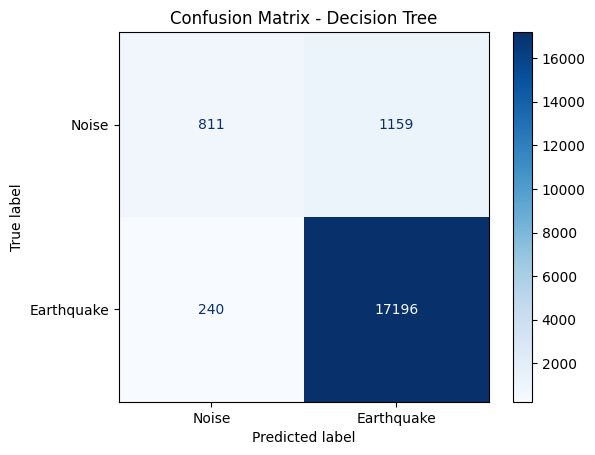 Confusion Matrix - Decision Tree
True label
Noise
Earthquake
811
1159
240
17196
Noise
Earthquake
Predicted label
16000
14000
12000
10000
8000
6000
4000
2000